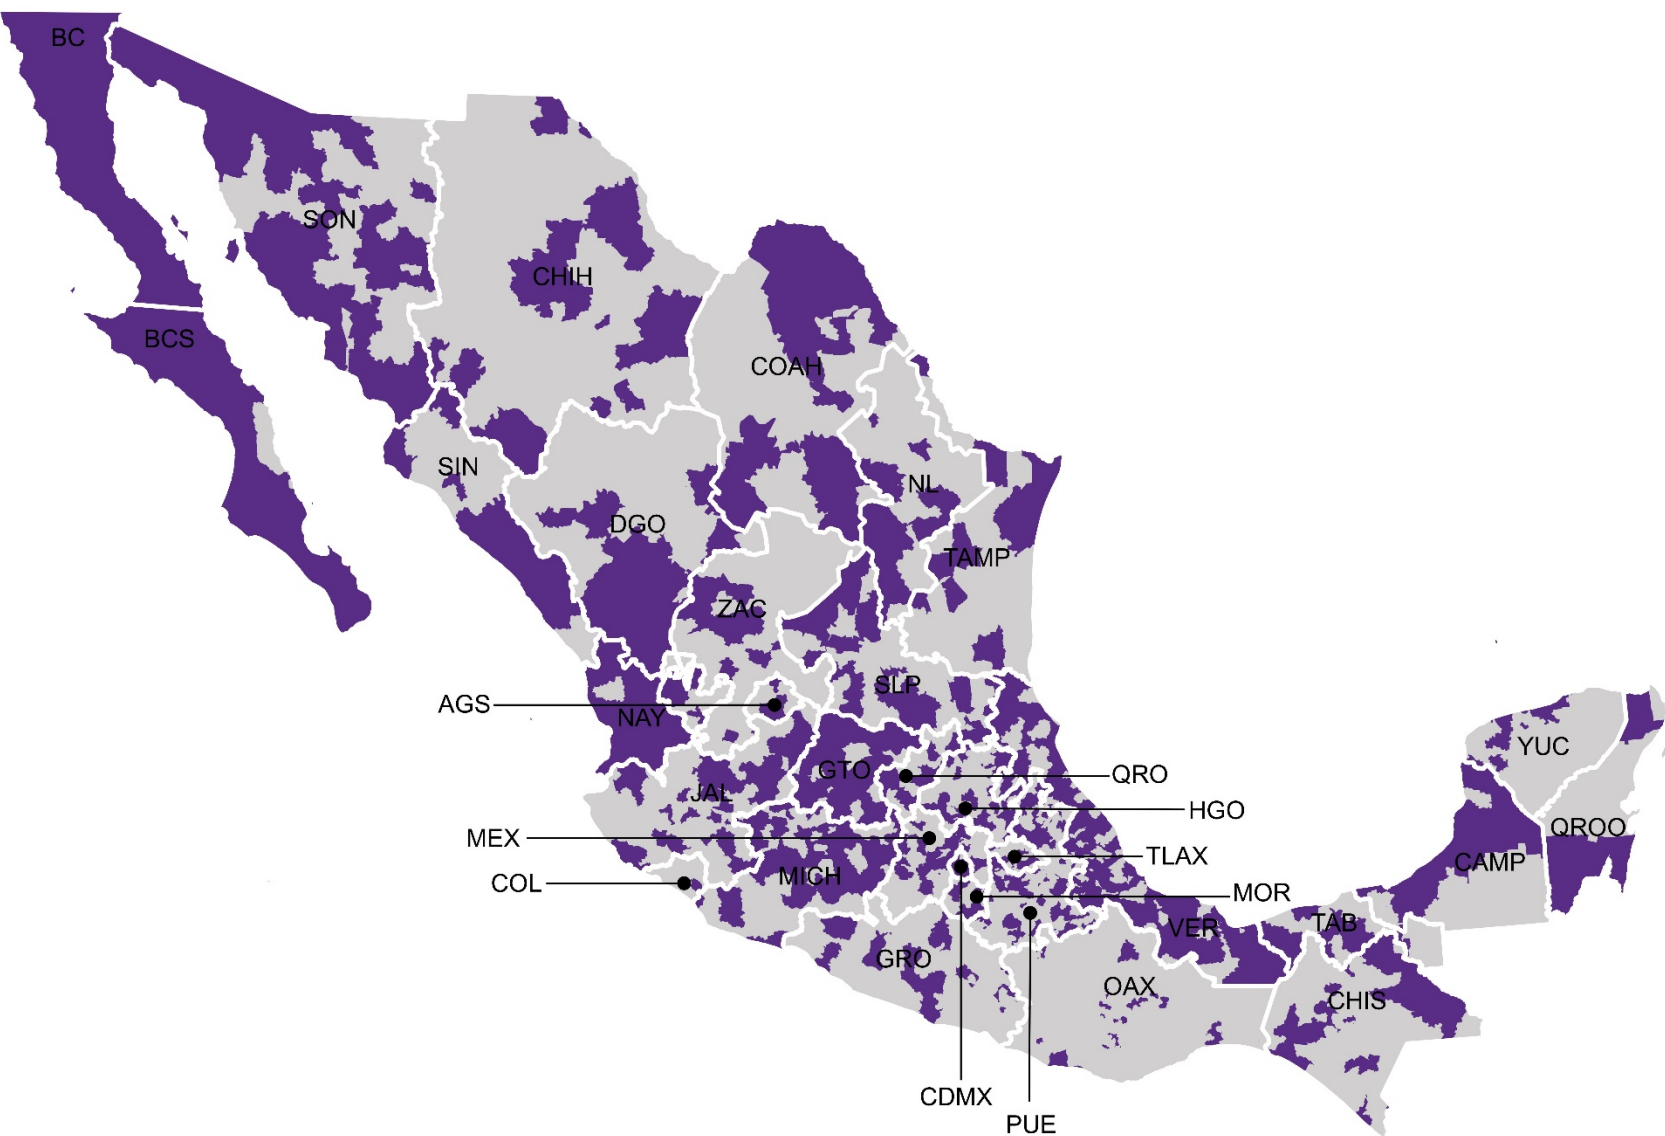 BC
SON
CHIH
BCS
COAH
SIN
NL
DGO
TAMP
ZAC
SLP
AGS
NAY
YUC
GTO
QRO
JAL
HGO
QROO
MEX
TLAX
CAMP
MICH
COL
MOR
TAB
VER
GRO
OAX
CHIS
CDMX
PUE